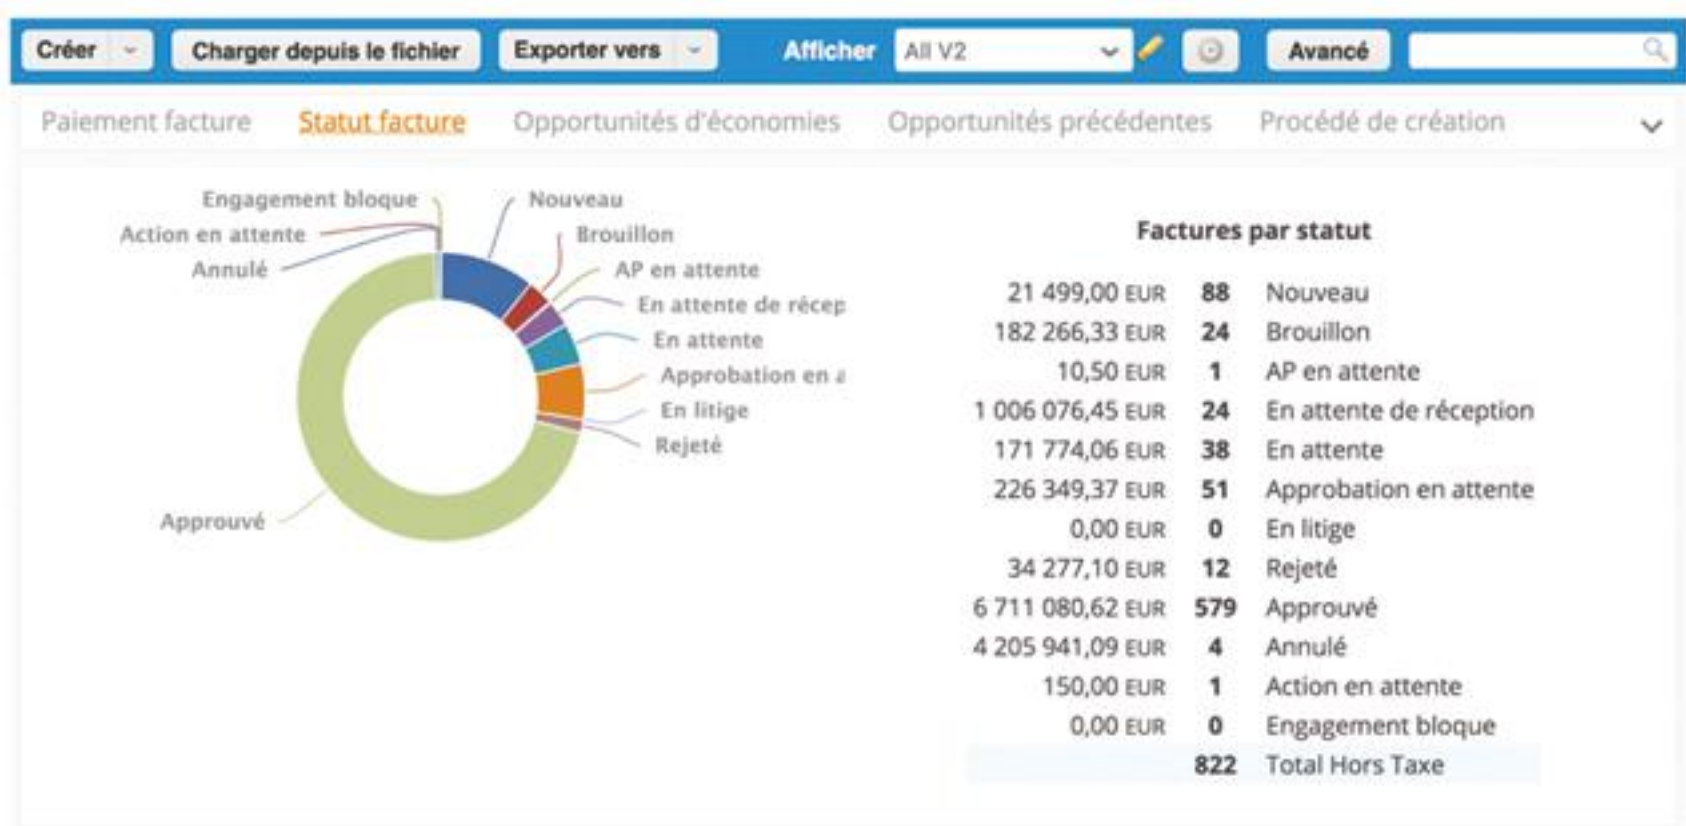 Créer Charger depuis le fichier Exporter vers Afficher All V2 Avancé
Paiement facture Statut facture Opportunités d'économies Opportunités précédentes Procédé de création
Engagement bloque
Action en attente
Annulé
Nouveau
Brouillon
AP en attente
En attente de récep
En attente
Approbation en a
En litige
Rejeté
Approuvé
Factures par statut
21 499,00 EUR 88 Nouveau
182 266,33 EUR 24 Brouillon
10,50 EUR 1 AP en attente
1 006 076,45 EUR 24 En attente de réception
171 774,06 EUR 38 En attente
226 349,37 EUR 51 Approbation en attente
0,00 EUR 0 En litige
34 277,10 EUR 12 Rejeté
6 711 080,62 EUR 579 Approuvé
4 205 941,09 EUR 4 Annulé
150,00 EUR 1 Action en attente
0,00 EUR 0 Engagement bloque
822 Total Hors Taxe